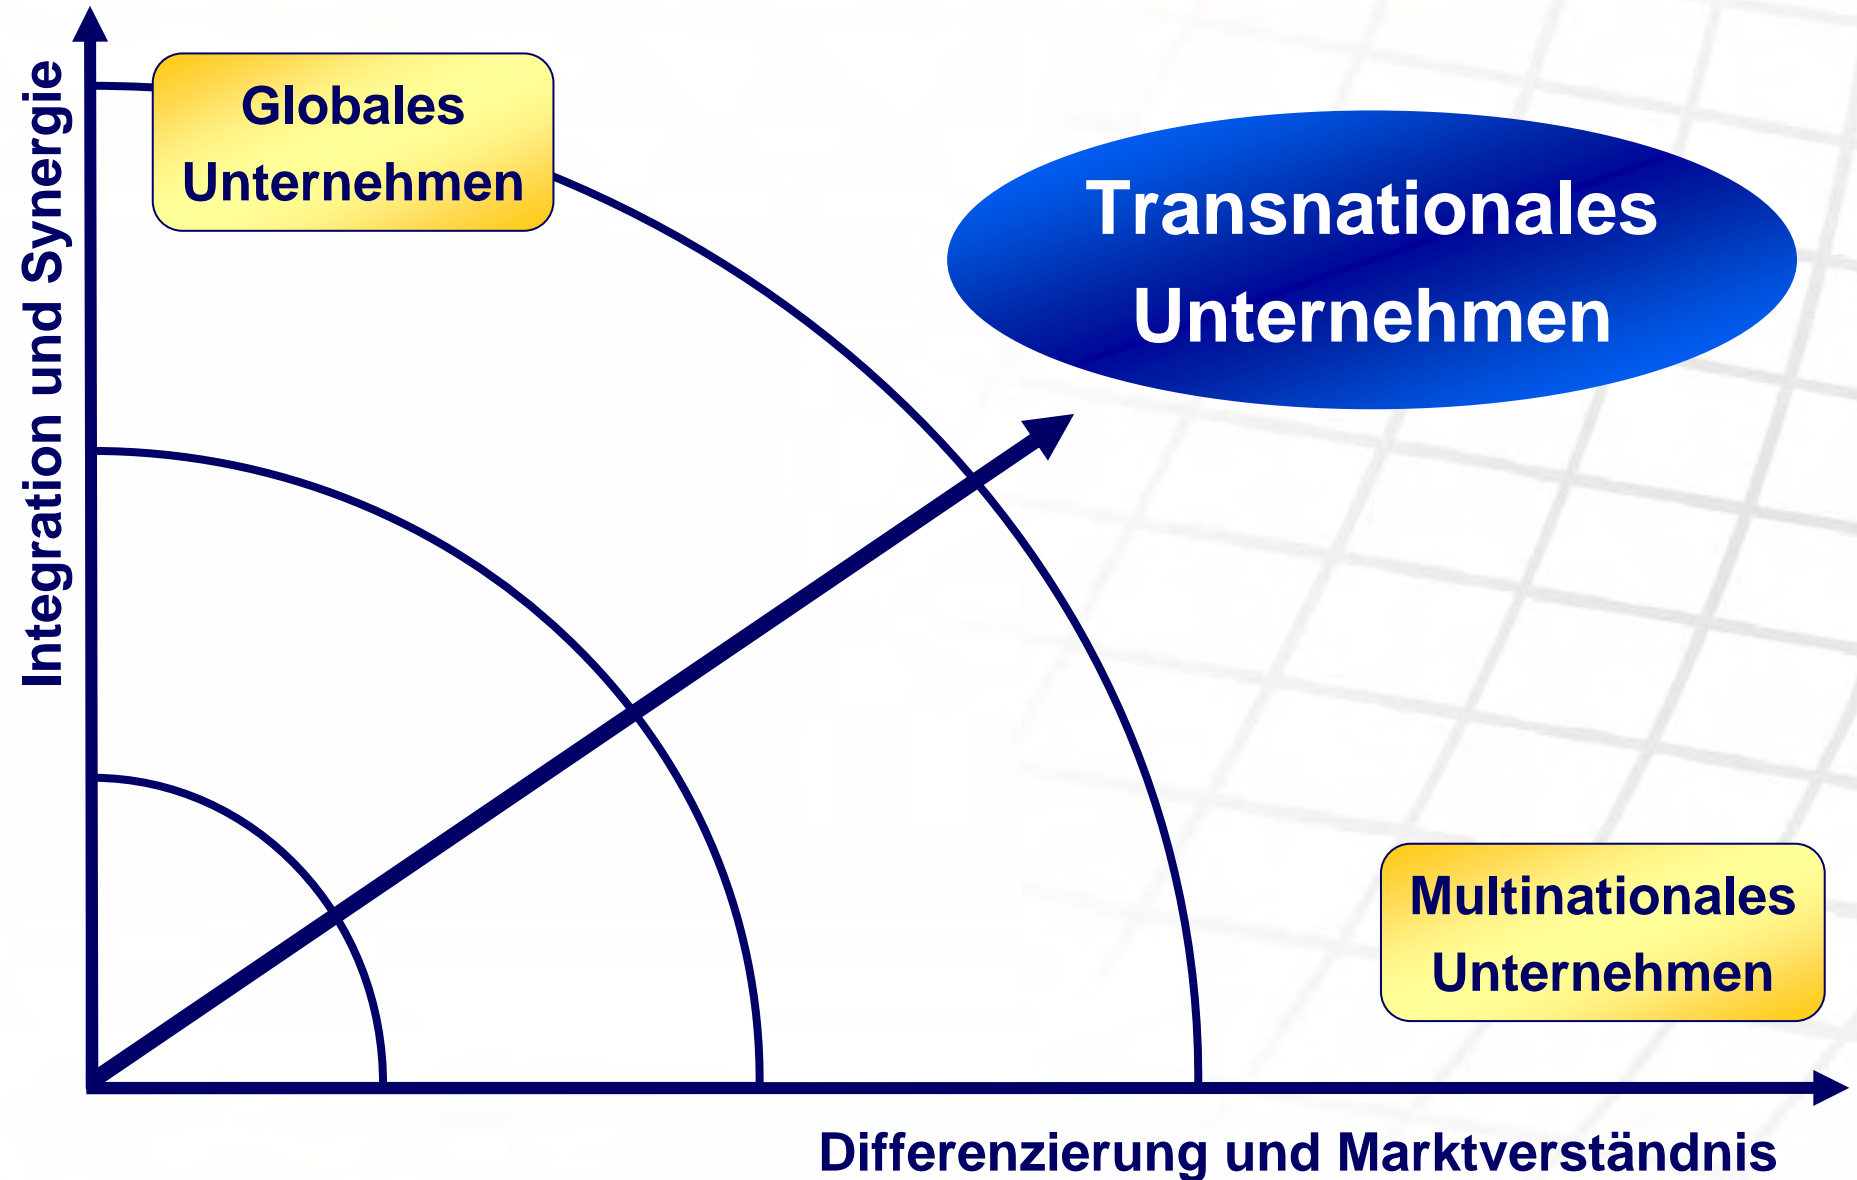 Integration und Synergie
Globales
Unternehmen
Transnationales
Unternehmen
Multinationales
Unternehmen
Differenzierung und Marktverständnis